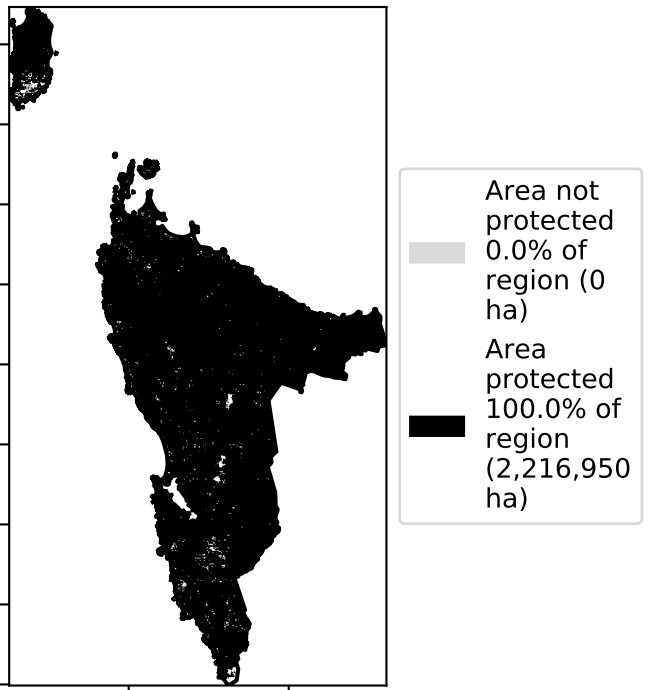 Area not
protected
0.0% of
region (0
ha)
Area
protected
100.0% of
region
(2,216,950
ha)